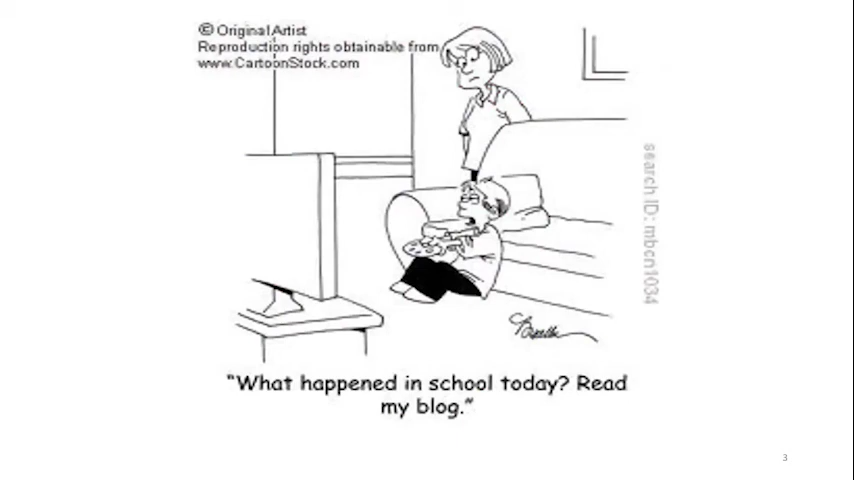 © Original Artist
Reproduction rights obtainable from
www.CartoonStock.com
search ID: mbcn1034
“What happened in school today? Read
my blog.”
3